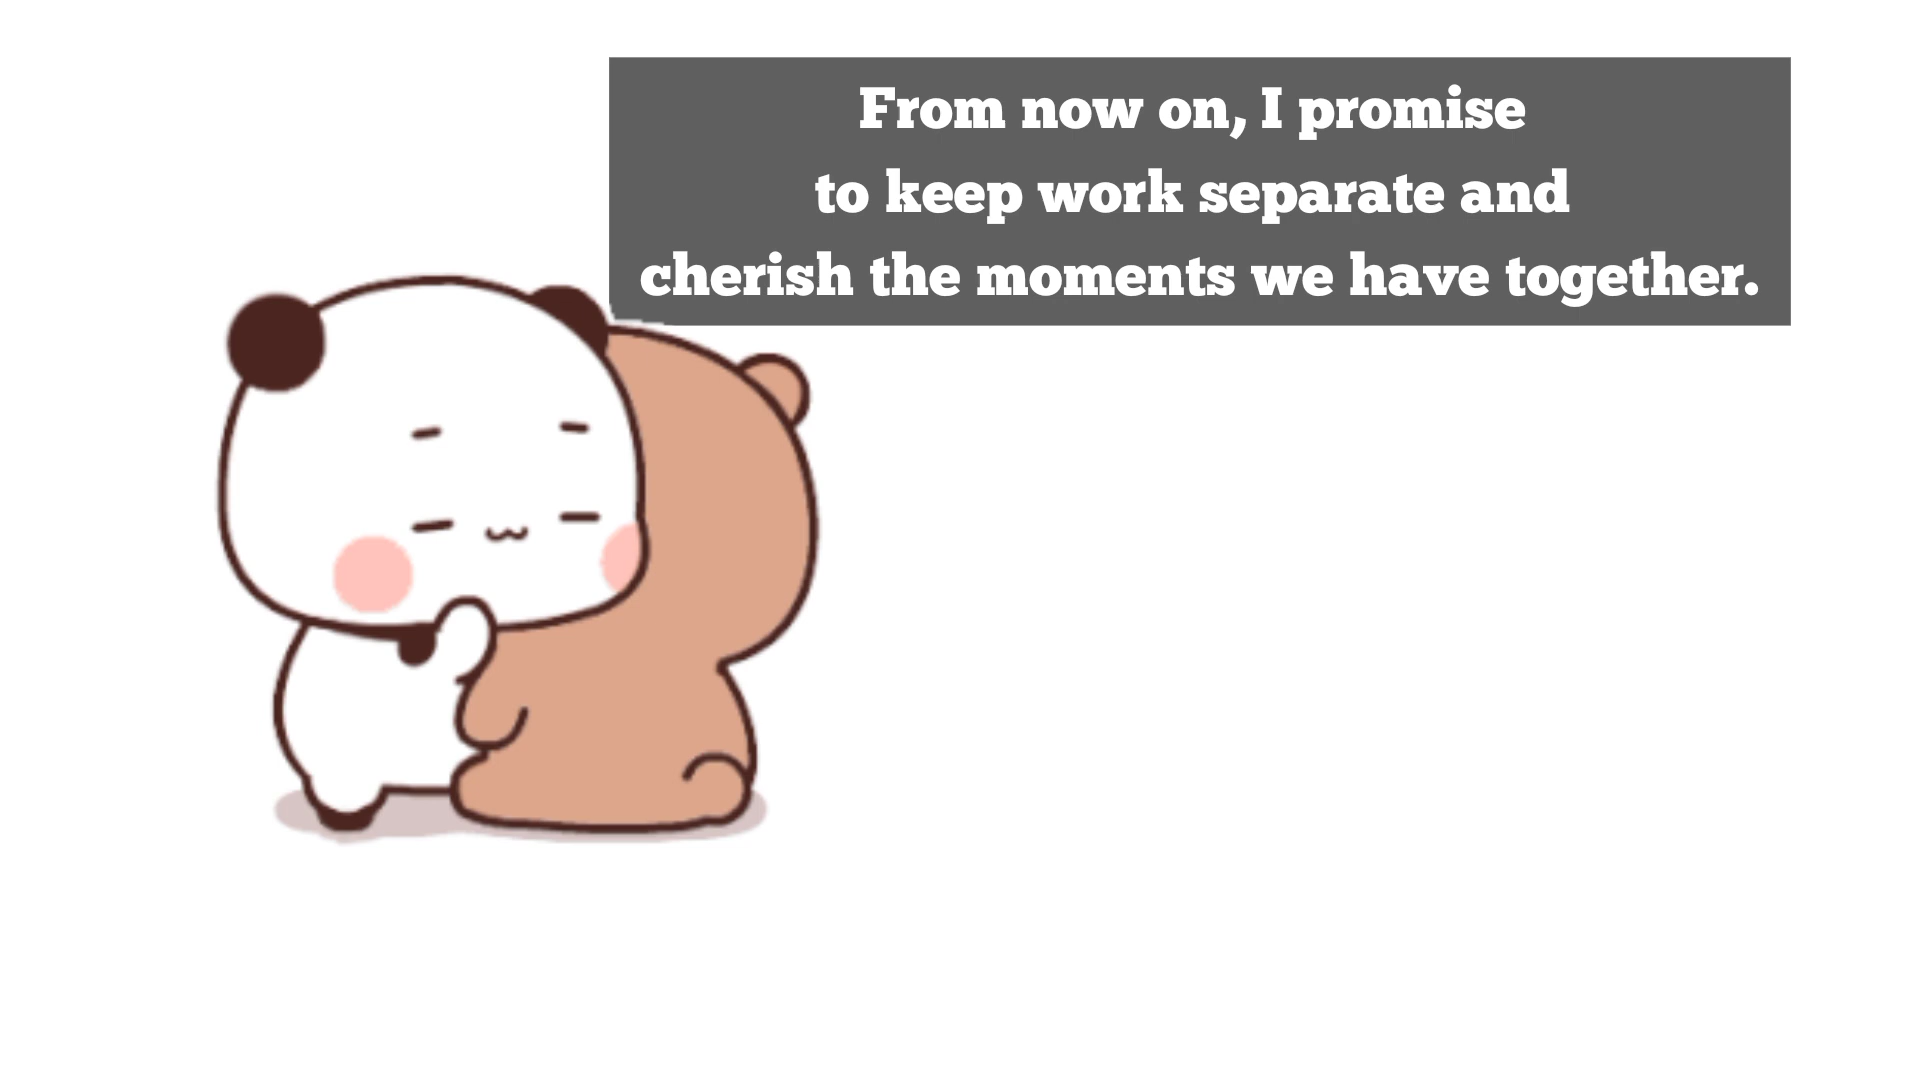 From now on, I promise
to keep work separate and
cherish the moments we have together.